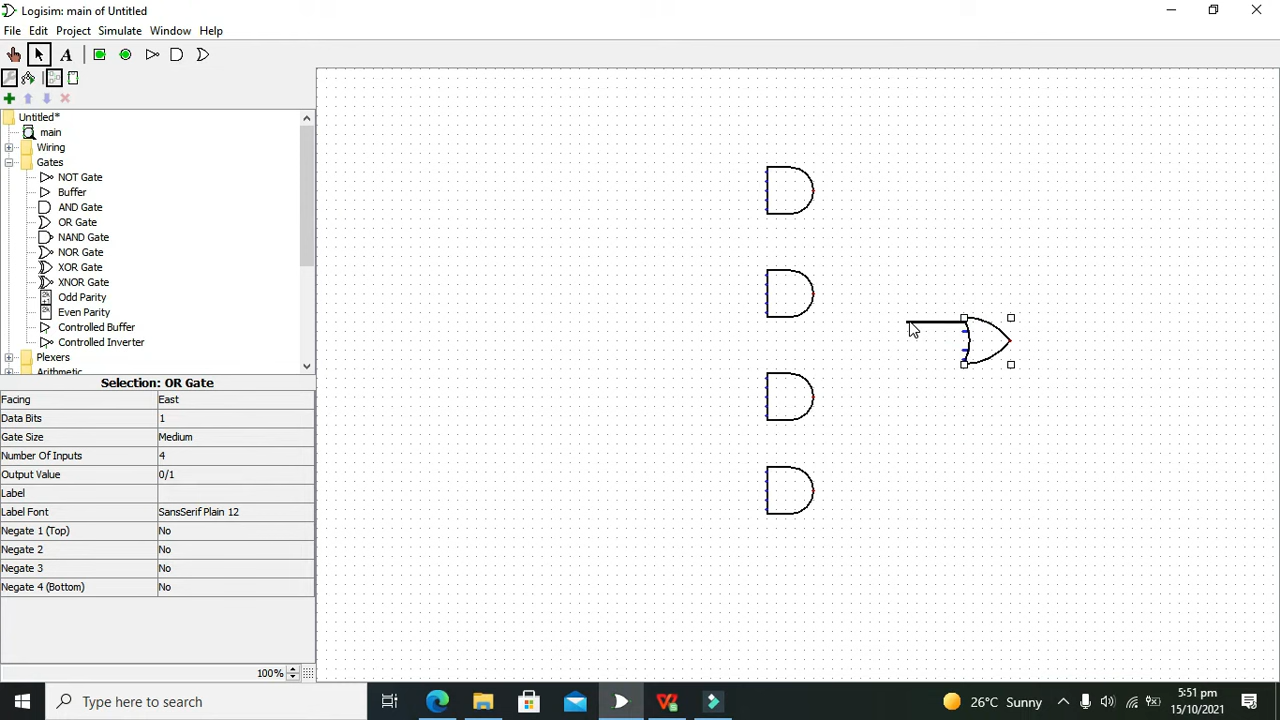 Logisim: main of Untitled
File Edit Project Simulate Window Help
A
Untitled*
main
Wiring
Gates
NOT Gate
Buffer
AND Gate
OR Gate
NAND Gate
NOR Gate
XOR Gate
XNOR Gate
Odd Parity
Even Parity
Controlled Buffer
Controlled Inverter
Plexers
Arithmetic
Selection: OR Gate
Facing East
Data Bits 1
Gate Size Medium
Number Of Inputs 4
Output Value 0/1
Label
Label Font SansSerif Plain 12
Negate 1 (Top) No
Negate 2 No
Negate 3 No
Negate 4 (Bottom) No
100%
Type here to search
26°C Sunny
5:51 pm
15/10/2021